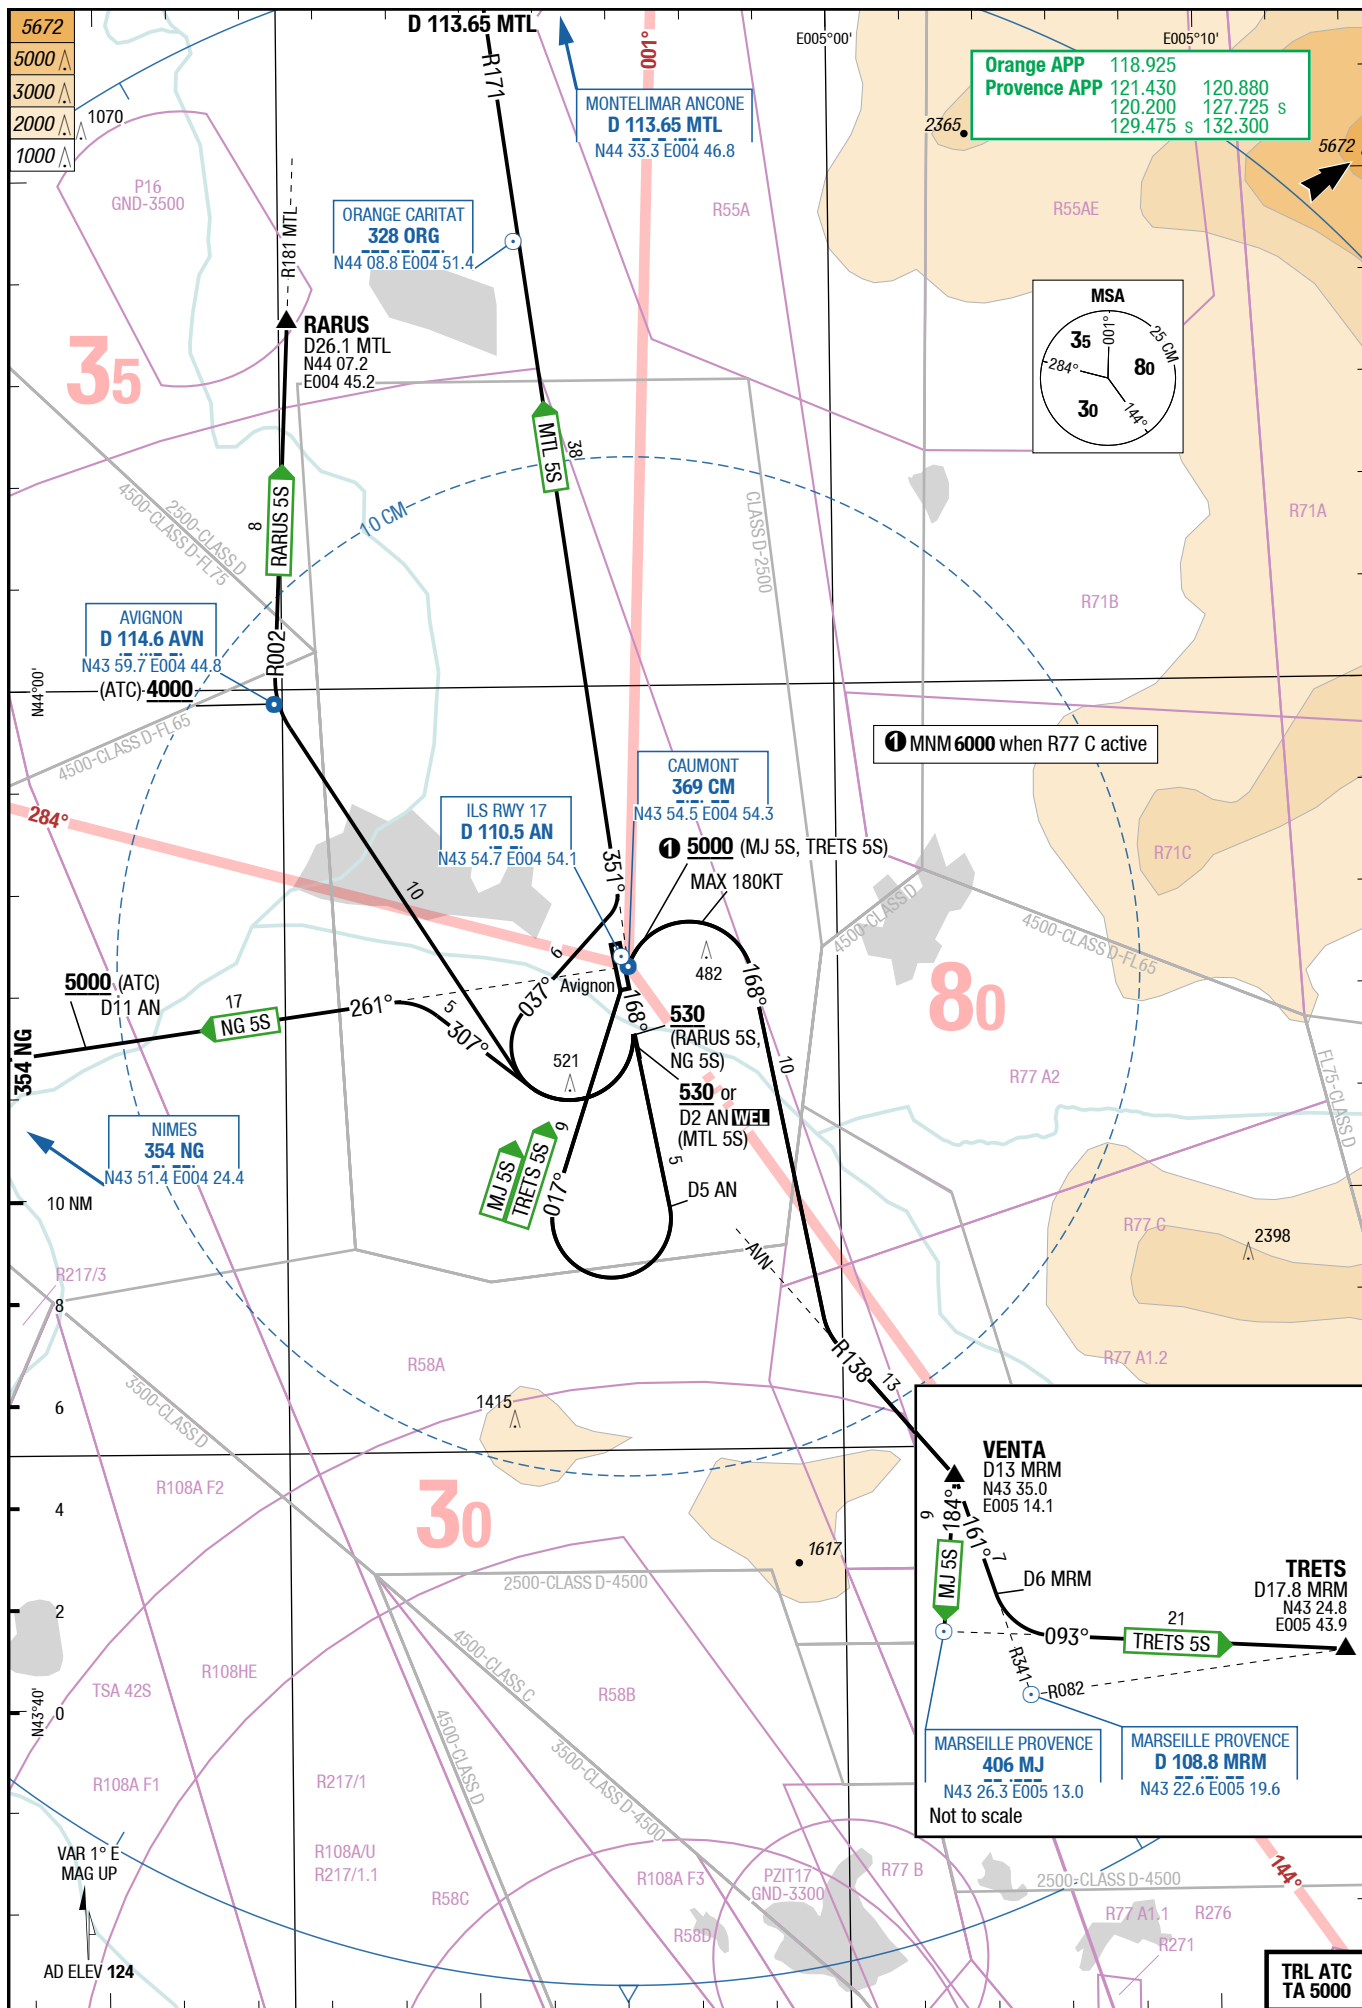 5672
5000
3000
2000
1000
1070
D 113.65 MTL
R171
001°
E005°00'
E005°10'
Orange APP 118.925
Provence APP 121.430 120.880
120.200 127.725 S
129.475 S 132.300
MONTELIMAR ANCONE
D 113.65 MTL
N44 33.3 E004 46.8
2365
5672
P16
GND-3500
R55A
R55AE
R181 MTL
ORANGE CARITAT
328 ORG
N44 08.8 E004 51.4
RARUS
D26.1 MTL
N44 07.2
E004 45.2
35
MSA
35
001°
25 CM
284°
80
30
144°
MTL 5S
38
8
RARUS 5S
2500-CLASS D
4500-CLASS D-FL75
10 CM
CLASS D-2500
R71A
R71B
AVIGNON
D 114.6 AVN
N43 59.7 E004 44.8
(ATC) 4000
R002
N44°00'
4500-CLASS D-FL65
1 MNM 6000 when R77 C active
284°
CAUMONT
369 CM
N43 54.5 E004 54.3
ILS RWY 17
D 110.5 AN
N43 54.7 E004 54.1
1 5000 (MJ 5S, TRETS 5S)
MAX 180KT
R71C
351°
10
4500-CLASS D
4500-CLASS D-FL65
5000 (ATC)
D11 AN
17
NG 5S
261°
5
307°
037°
6
Avignon
482
168°
168°
80
354 NG
530
(RARUS 5S,
NG 5S)
521
530 or
D2 AN WEL
(MTL 5S)
10
R77 A2
FL75-CLASS D
NIMES
354 NG
N43 51.4 E004 24.4
MJ 5S
TRETS 5S
9
017°
5
D5 AN
10 NM
R77 C
2398
AVN
R217/3
8
R138
13
R58A
R77 A1.2
3500-CLASS D
6
1415
R108A F2
4
30
1617
VENTA
D13 MRM
N43 35.0
E005 14.1
9
184°
161°
7
MJ 5S
D6 MRM
TRETS
D17.8 MRM
N43 24.8
E005 43.9
2500-CLASS D-4500
2
093°
21
TRETS 5S
R341
R082
4500-CLASS C
R108HE
TSA 42S
R58B
N43°40'
0
4500-CLASS D
3500-CLASS D-4500
MARSEILLE PROVENCE
406 MJ
N43 26.3 E005 13.0
MARSEILLE PROVENCE
D 108.8 MRM
N43 22.6 E005 19.6
Not to scale
R108A F1
R217/1
VAR 1° E
MAG UP
R108A/U
R217/1.1
R58C
R108A F3
PZIT17
GND-3300
R77 B
2500-CLASS D-4500
144°
R77 A1.1
R276
R58D
R271
AD ELEV 124
TRL ATC
TA 5000